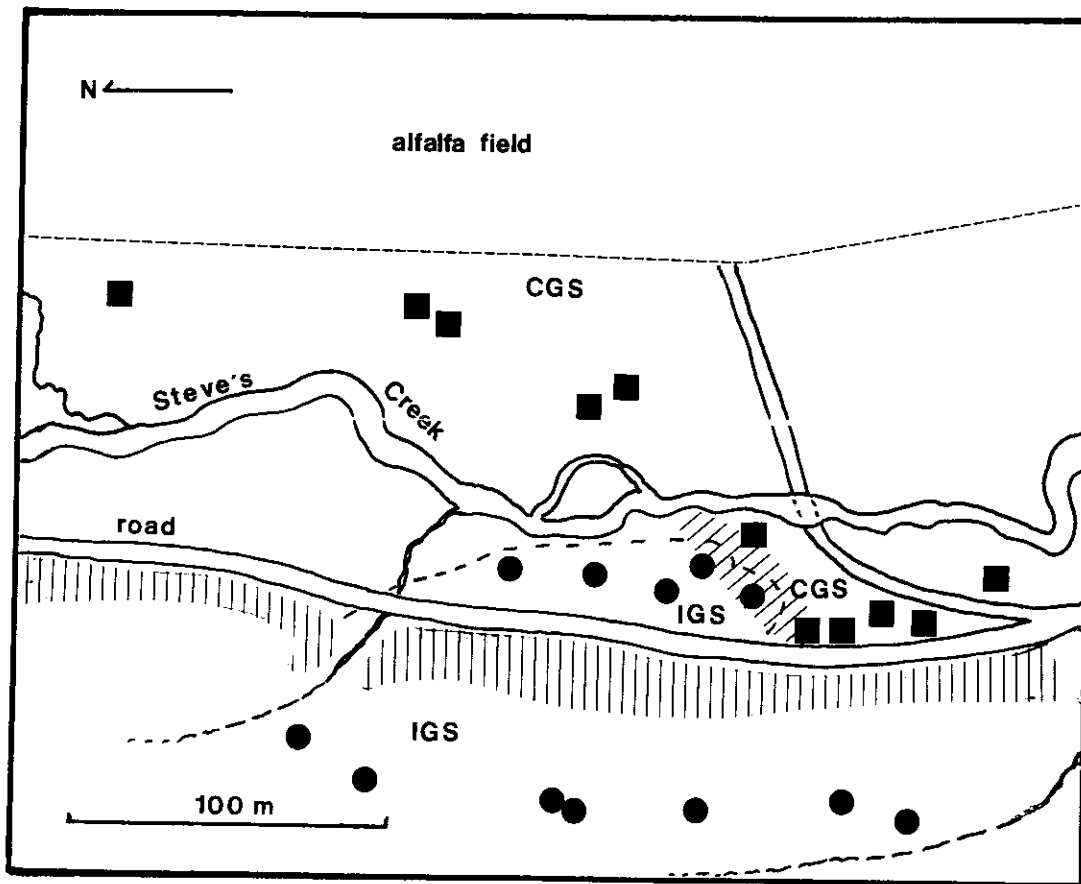 N
alfalfa field
CGS
Steve's
Creek
road
CGS
IGS
IGS
100 m